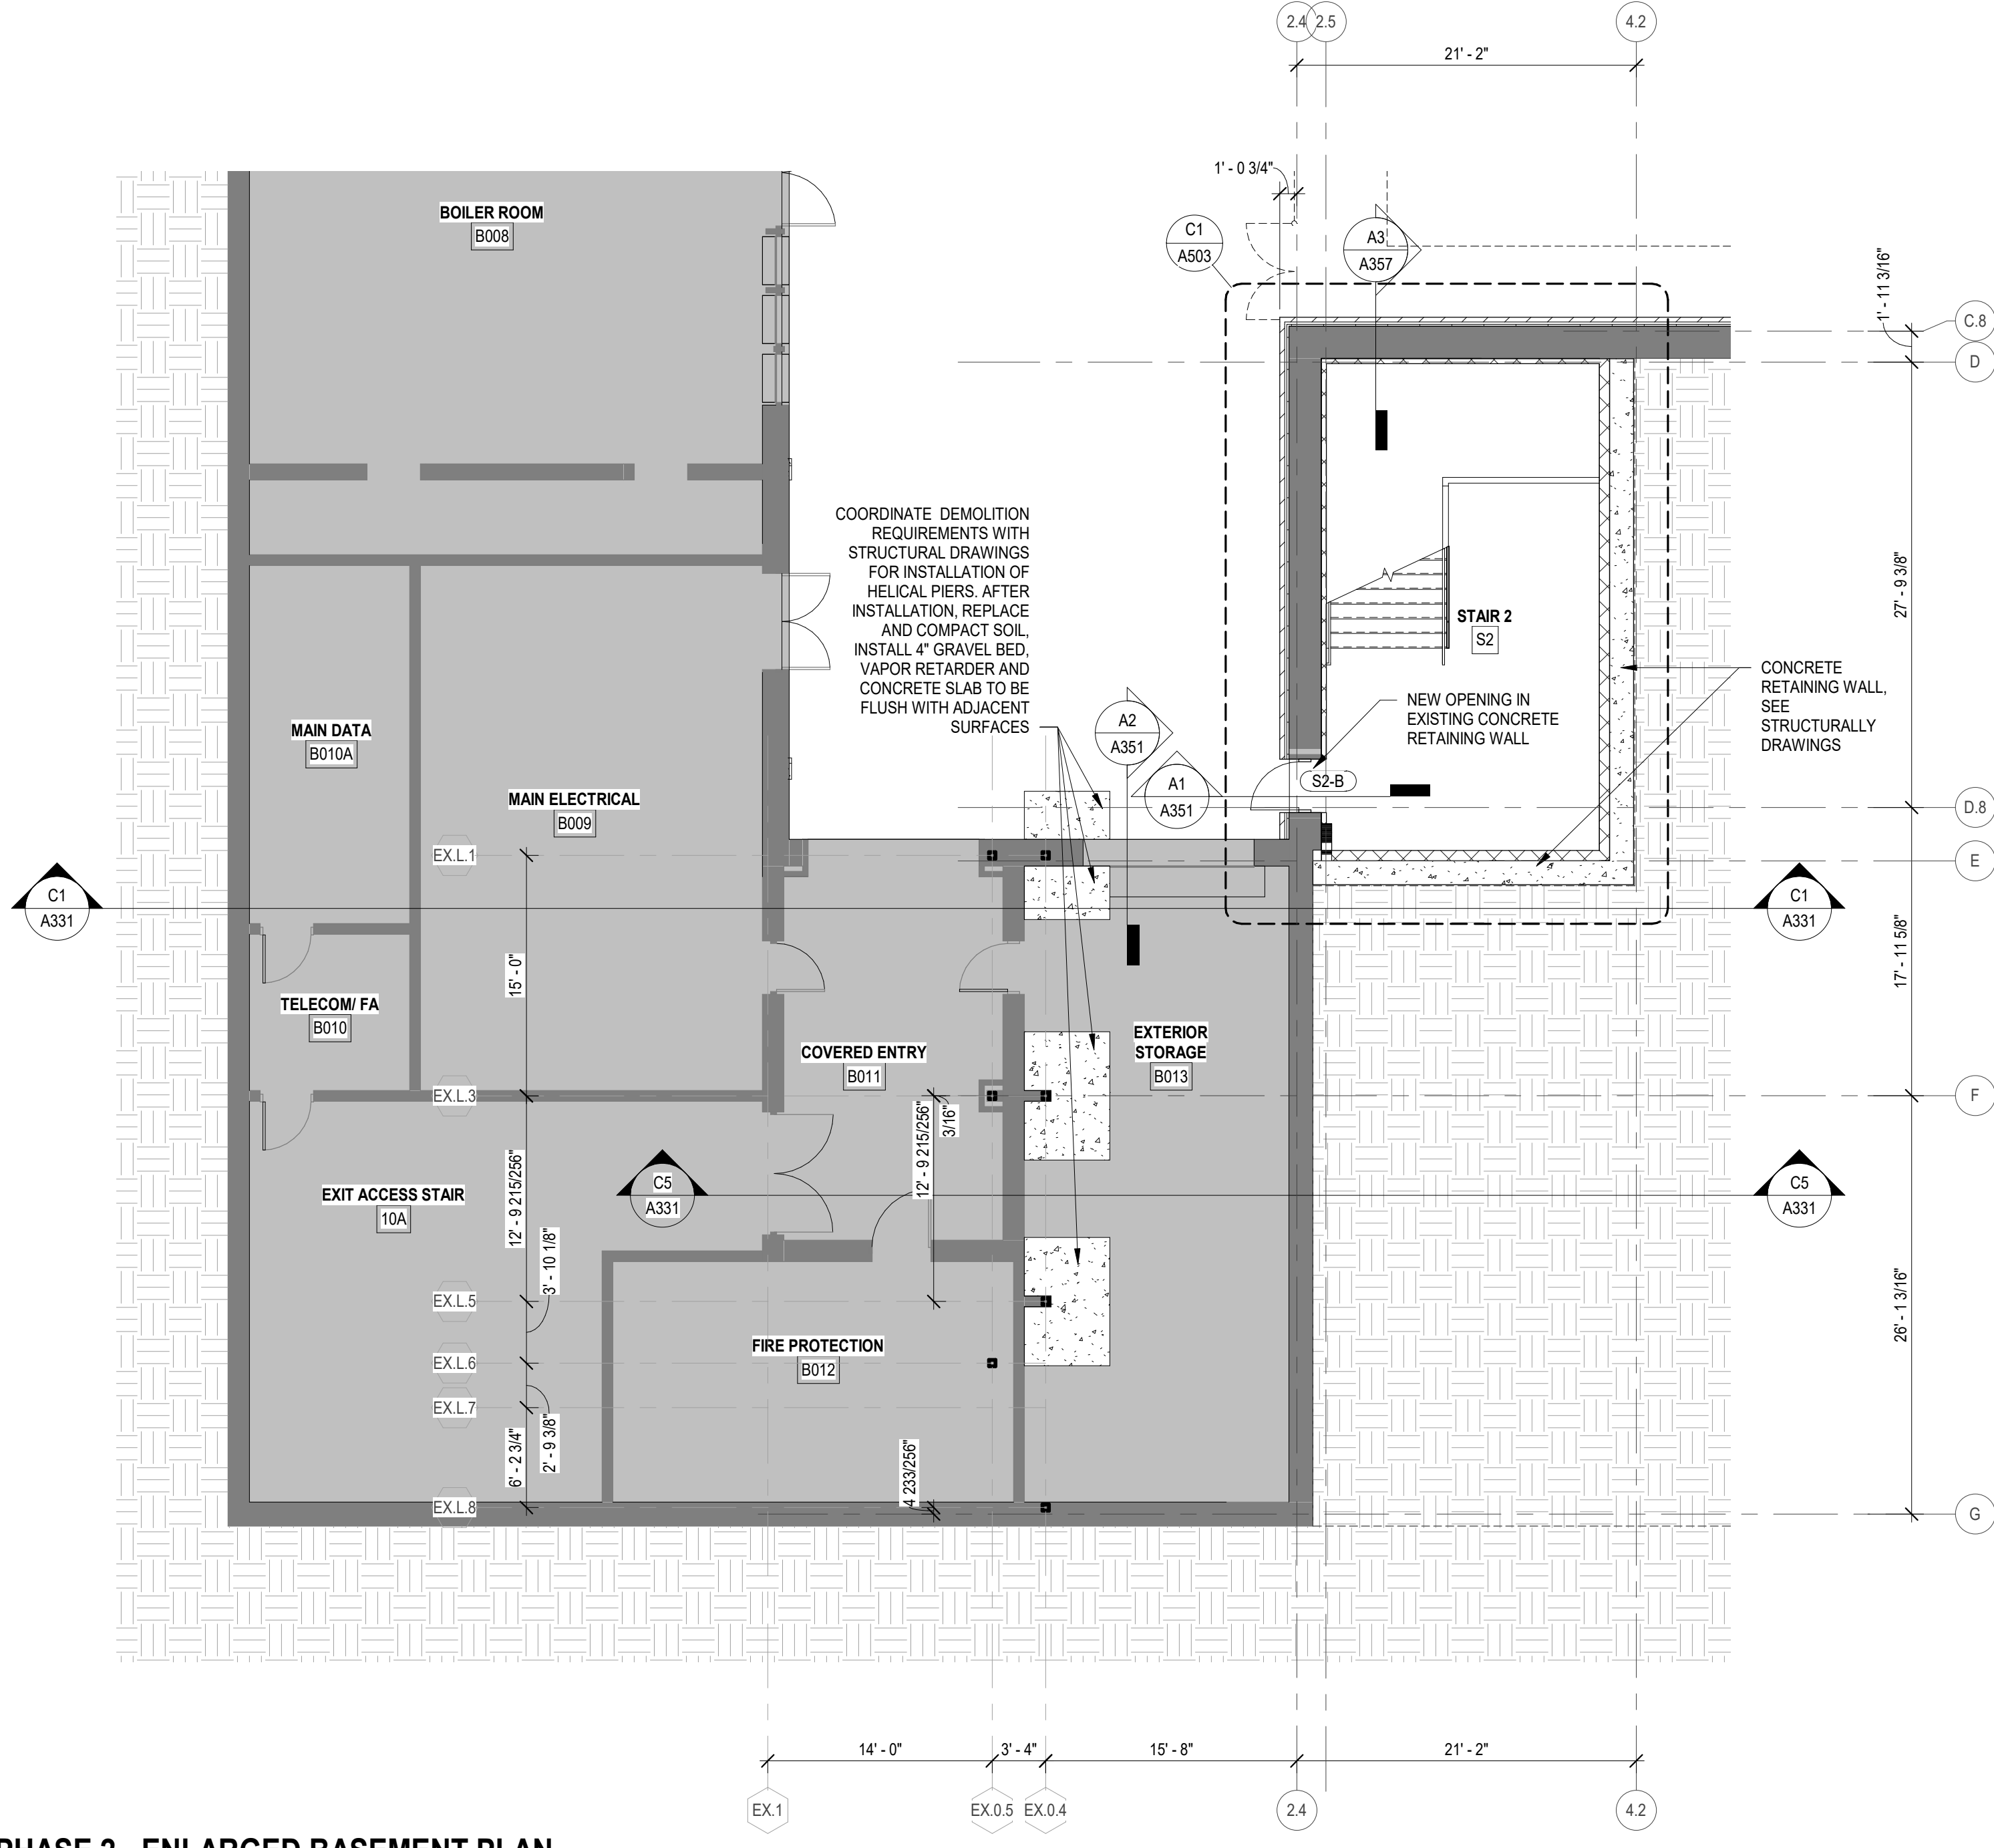 2.4
2.5
4.2
21' - 2"
1' - 0 3/4"
C1
A503
A3
A357
1' - 11 3/16"
C.8
D
BOILER ROOM
B008
COORDINATE DEMOLITION
REQUIREMENTS WITH
STRUCTURAL DRAWINGS
FOR INSTALLATION OF
HELICAL PIERS. AFTER
INSTALLATION, REPLACE
AND COMPACT SOIL,
INSTALL 4" GRAVEL BED,
VAPOR RETARDER AND
CONCRETE SLAB TO BE
FLUSH WITH ADJACENT
SURFACES
27' - 9 3/8"
STAIR 2
S2
CONCRETE
RETAINING WALL,
SEE
STRUCTURALLY
DRAWINGS
NEW OPENING IN
EXISTING CONCRETE
RETAINING WALL
A2
A351
A1
A351
S2-B
MAIN DATA
B010A
MAIN ELECTRICAL
B009
D.8
EX.L.1
E
C1
A331
C1
A331
15' - 0"
17' - 11 5/8"
TELECOM/ FA
B010
COVERED ENTRY
B011
EXTERIOR
STORAGE
B013
EX.L.3
F
12' - 9 215/256"
3/16"
12' - 9 215/256"
3' - 10 1/8"
EXIT ACCESS STAIR
10A
C5
A331
C5
A331
EX.L.5
26' - 1 3/16"
FIRE PROTECTION
B012
EX.L.6
EX.L.7
6' - 2 3/4"
2' - 9 3/8"
4 233/256"
EX.L.8
G
14' - 0"
3' - 4"
15' - 8"
21' - 2"
EX.1
EX.0.5
EX.0.4
2.4
4.2
PHASE 2 - ENLARGED BASEMENT PLAN